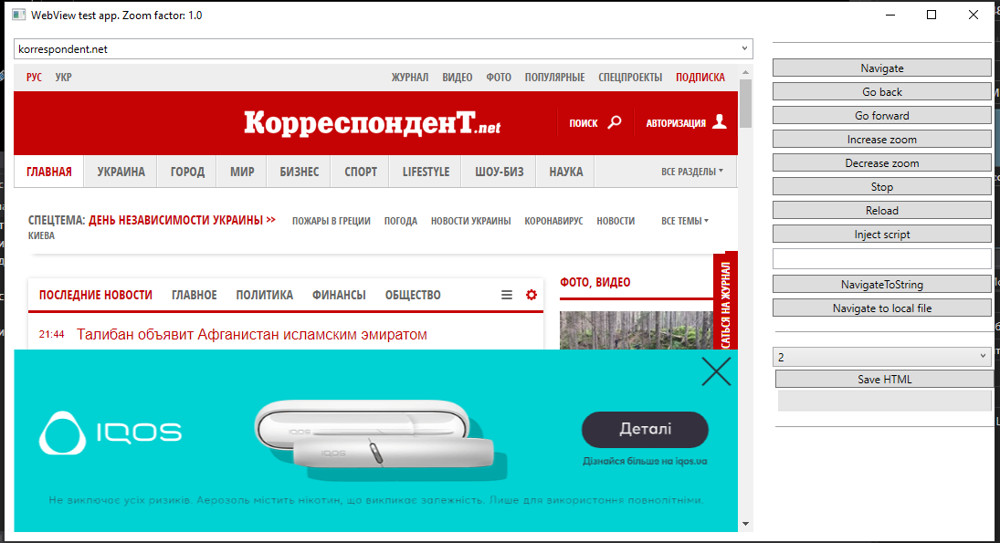 WebView test app. Zoom factor: 1.0
korrespondent.net
РУС УКР ЖУРНАЛ ВИДЕО ФОТО ПОПУЛЯРНЫЕ СПЕЦПРОЕКТЫ ПОДПИСКА
КорреспонденТ.net ПОИСК АВТОРИЗАЦИЯ
ГЛАВНАЯ УКРАИНА ГОРОД МИР БИЗНЕС СПОРТ LIFESTYLE ШОУ-БИЗ НАУКА ВСЕ РАЗДЕЛЫ
СПЕЦТЕМА: ДЕНЬ НЕЗАВИСИМОСТИ УКРАИНЫ >> ПОЖАРЫ В ГРЕЦИИ ПОГОДА НОВОСТИ УКРАИНЫ КОРОНАВИРУС НОВОСТИ ВСЕ ТЕМЫ
КИЕВА
ПОСЛЕДНИЕ НОВОСТИ ГЛАВНОЕ ПОЛИТИКА ФИНАНСЫ ОБЩЕСТВО
21:44 Талибан объявит Афганистан исламским эмиратом
ФОТО, ВИДЕО
НА ЖУРНАЛ
IQOS
IQOS
IQOS
Деталі
Дізнайся більше на iqos.ua
Не виключає усіх ризиків. Аерозоль містить нікотин, що викликає залежність. Лише для використання повнолітніми.
Navigate
Go back
Go forward
Increase zoom
Decrease zoom
Stop
Reload
Inject script
NavigateToString
Navigate to local file
2
Save HTML